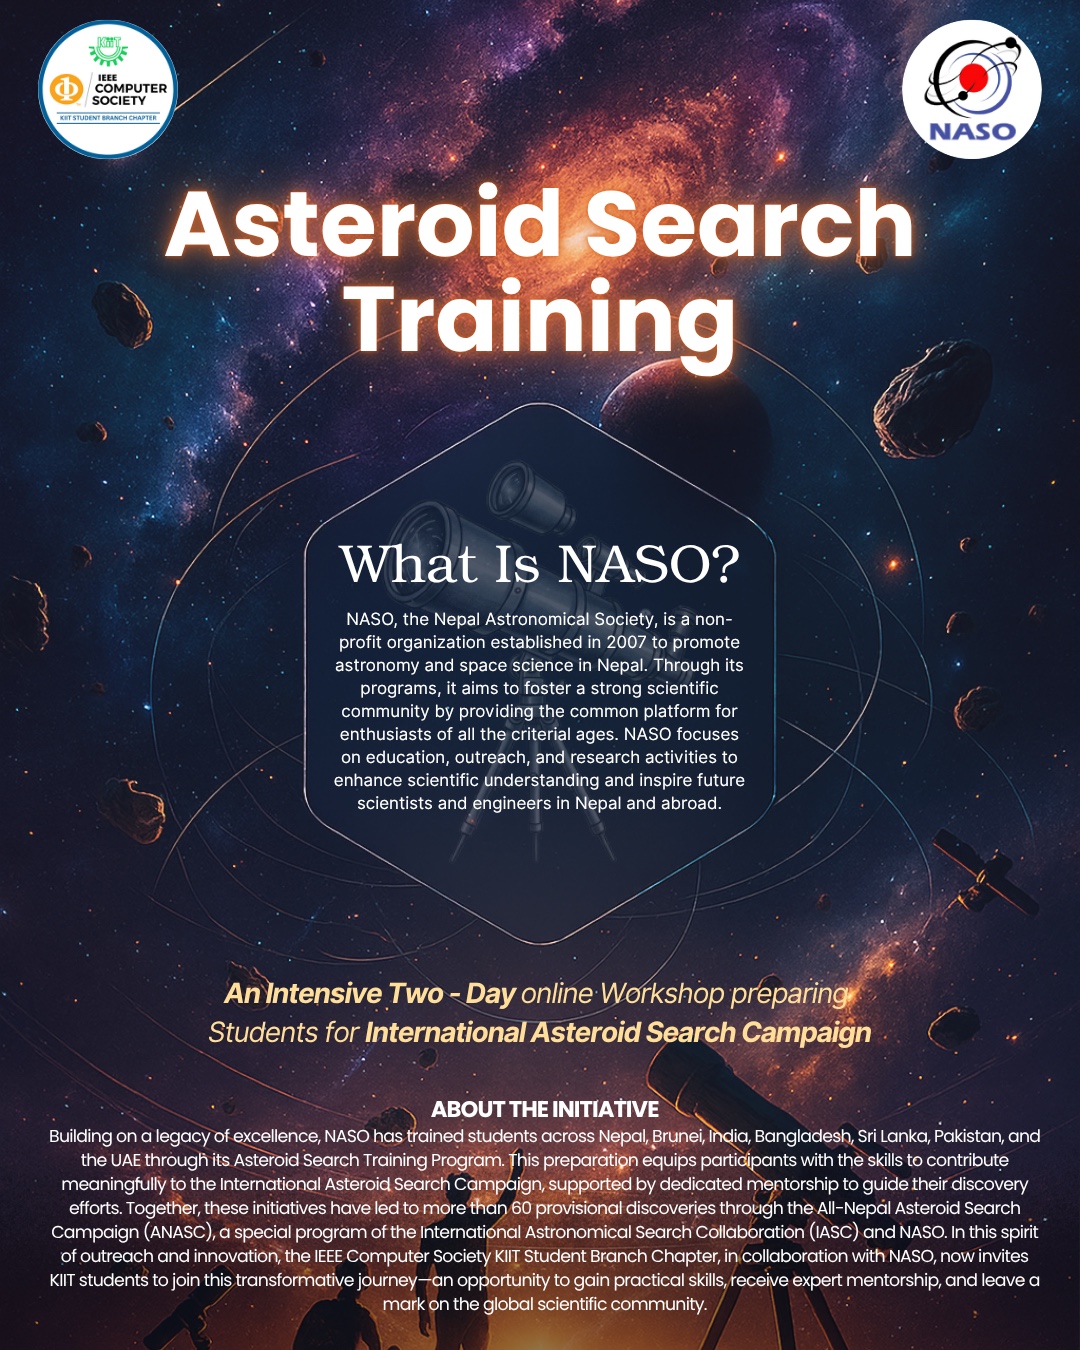 KiiT
IEEE
COMPUTER
SOCIETY
KIIT STUDENT BRANCH CHAPTER
NASO
Asteroid Search
Training
What Is NASO?
NASO, the Nepal Astronomical Society, is a non-
profit organization established in 2007 to promote
astronomy and space science in Nepal. Through its
programs, it aims to foster a strong scientific
community by providing the common platform for
enthusiasts of all the criterial ages. NASO focuses
on education, outreach, and research activities to
enhance scientific understanding and inspire future
scientists and engineers in Nepal and abroad.
An Intensive Two - Day online Workshop preparing
Students for International Asteroid Search Campaign
ABOUT THE INITIATIVE
Building on a legacy of excellence, NASO has trained students across Nepal, Brunei, India, Bangladesh, Sri Lanka, Pakistan, and
the UAE through its Asteroid Search Training Program. This preparation equips participants with the skills to contribute
meaningfully to the International Asteroid Search Campaign, supported by dedicated mentorship to guide their discovery
efforts. Together, these initiatives have led to more than 60 provisional discoveries through the All-Nepal Asteroid Search
Campaign (ANASC), a special program of the International Astronomical Search Collaboration (IASC) and NASO. In this spirit
of outreach and innovation, the IEEE Computer Society KIIT Student Branch Chapter, in collaboration with NASO, now invites
KIIT students to join this transformative journey—an opportunity to gain practical skills, receive expert mentorship, and leave a
mark on the global scientific community.